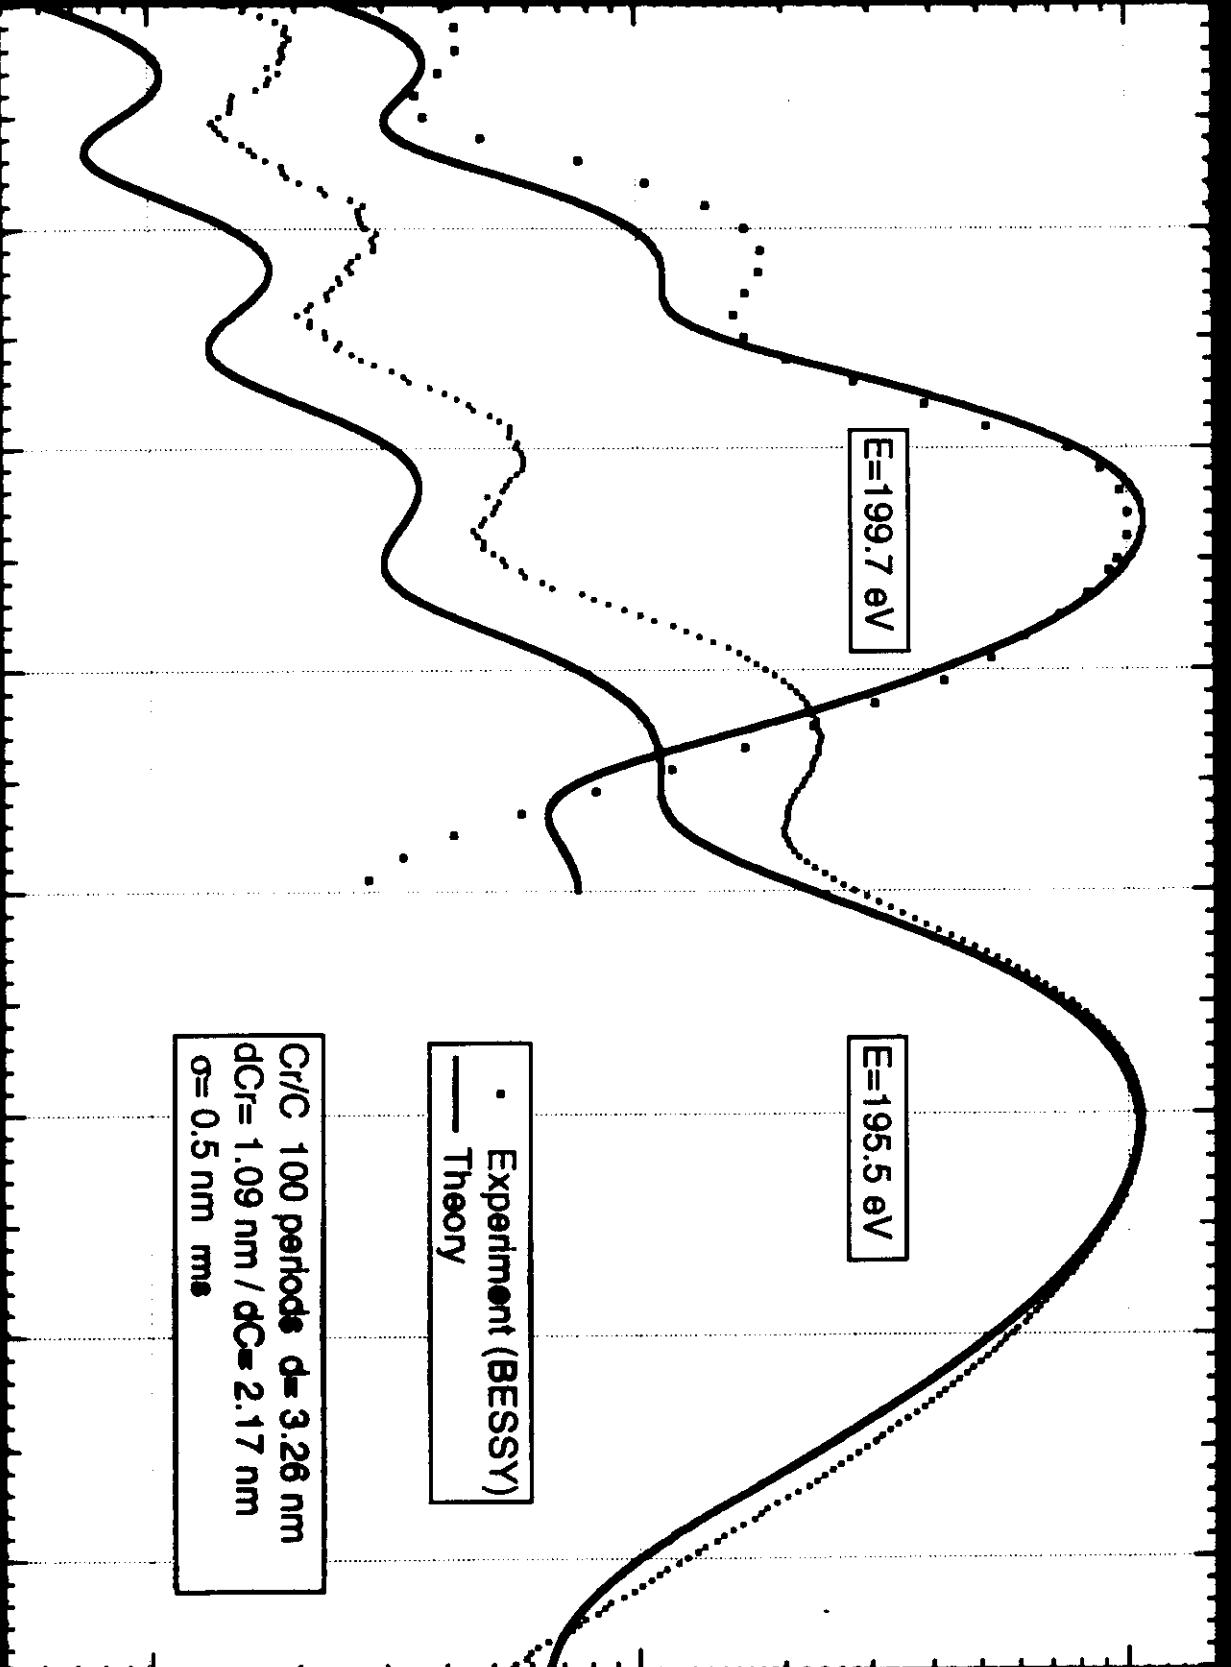 E=199.7 eV
E=195.5 eV
Experiment (BESSY)
Theory
Cr/C 100 periods d= 3.26 nm
dCr= 1.09 nm / dC= 2.17 nm
σ= 0.5 nm rms